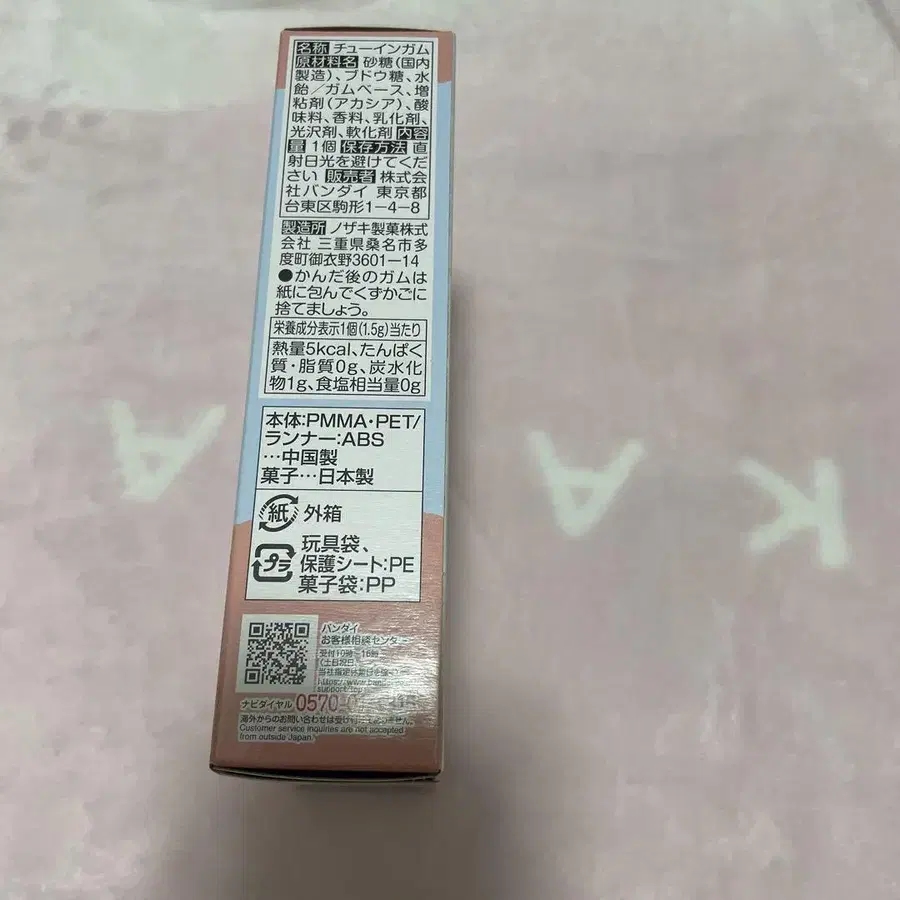 名称 チューインガム
原材料名 砂糖(国内
製造)、ブドウ糖、水
飴/ガムベース、増
粘剤(アカシア)、酸
味料、香料、乳化剤、
光沢剤、軟化剤 内容
量 1個 保存方法 直
射日光を避けてくだ
さい 販売者 株式会
社バンダイ 東京都
台東区駒形1-4-8
製造所 ノザキ製菓株式
会社 三重県桑名市多
度町御衣野3601-14
●かんだ後のガムは
紙に包んでくずかごに
捨てましょう。
栄養成分表示1個(1.5g)当たり
熱量5kcal、たんぱく
質・脂質0g、炭水化
物1g、食塩相当量0g
本体:PMMA・PET/
ランナー:ABS
…中国製
菓子…日本製
紙 外箱
プラ 玩具袋、
保護シート:PE
菓子袋:PP
バンダイ
お客様相談センター
受付10時~16時
(土日祝日
ナビダイヤル 0570-0
海外からのお問い合わせは受け
Customer service inquiries are not accepted
from outside Japan.
K A A